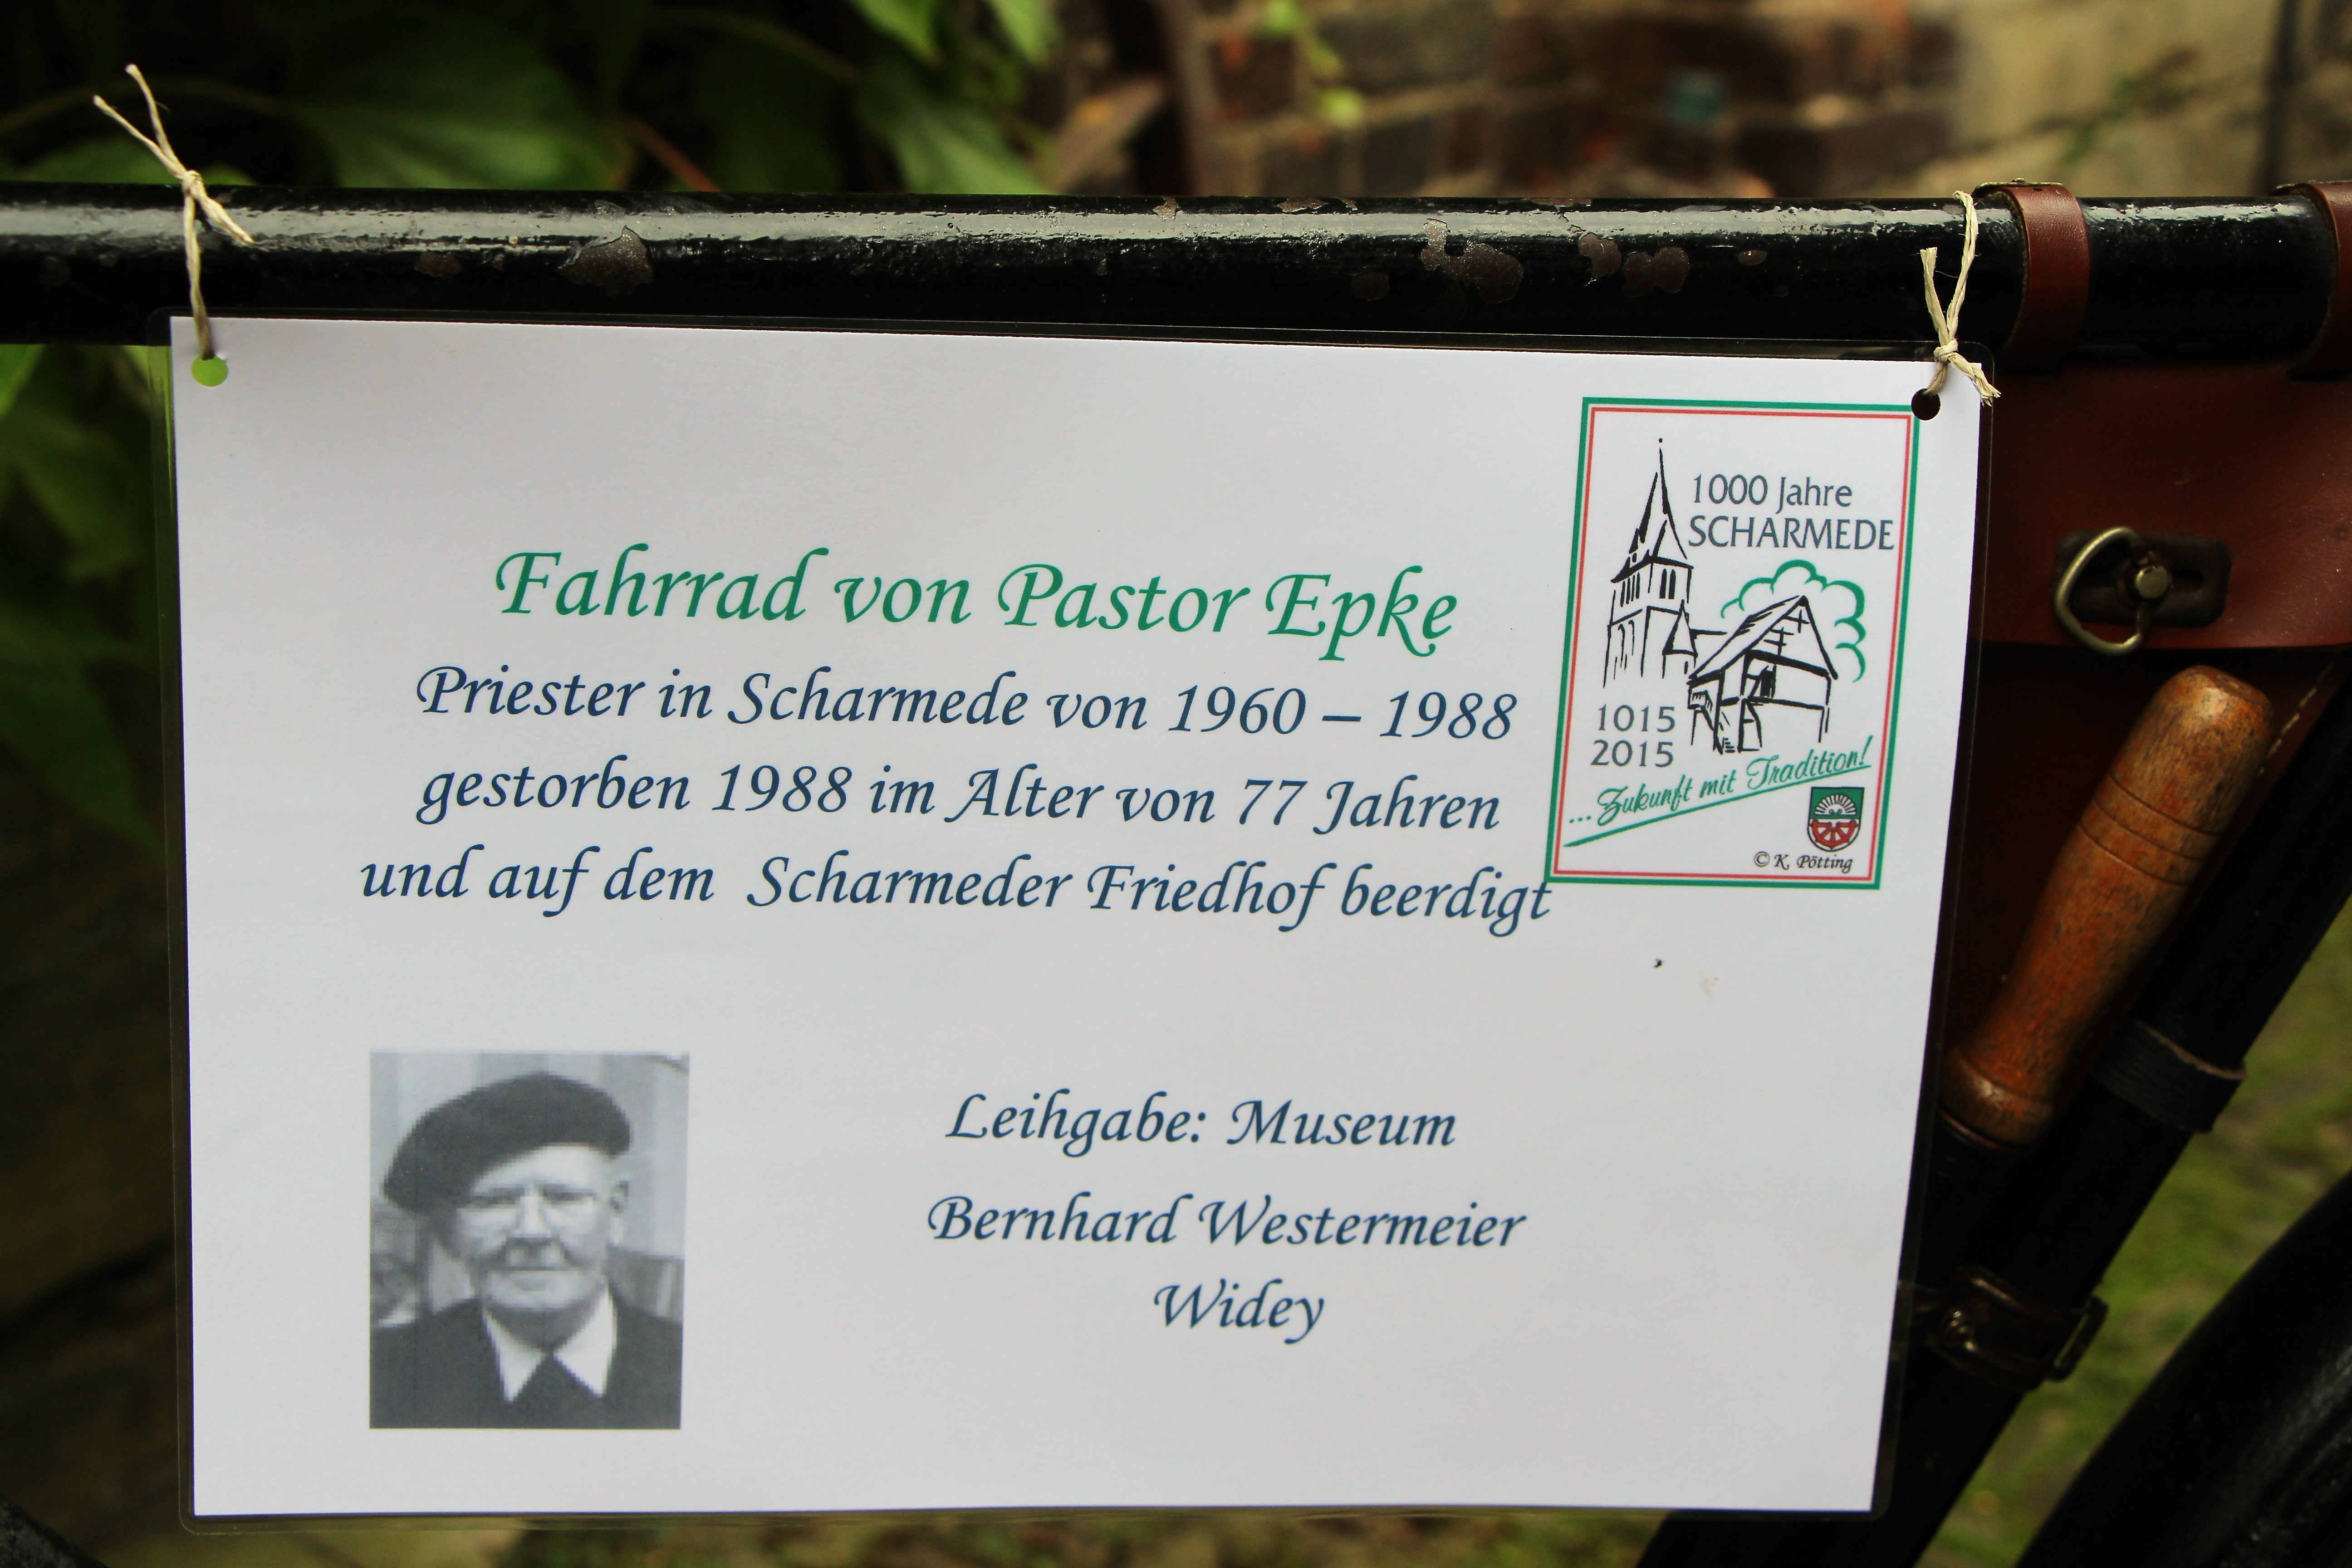 1000 Jahre
SCHARMEDE
1015
2015
...Zukunft mit Tradition!
© K. Pötting
Fahrrad von Pastor Epke
Priester in Scharmede von 1960 – 1988
gestorben 1988 im Alter von 77 Jahren
und auf dem Scharmeder Friedhof beerdigt
Leihgabe: Museum
Bernhard Westermeier
Widey